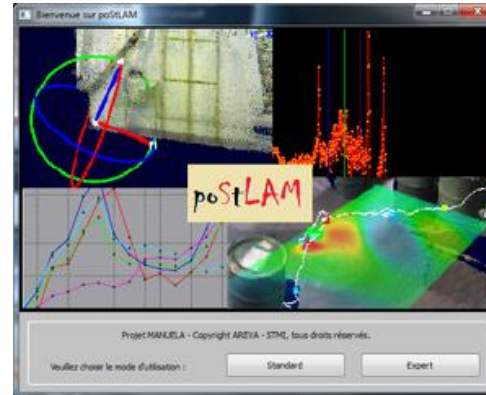 Bienvenue sur poStLAM
poStLAM
Projet MANUELA - Copyright AREVA - STMI, tous droits réservés.
Veuillez choisir le mode d'utilisation :
Standard
Expert